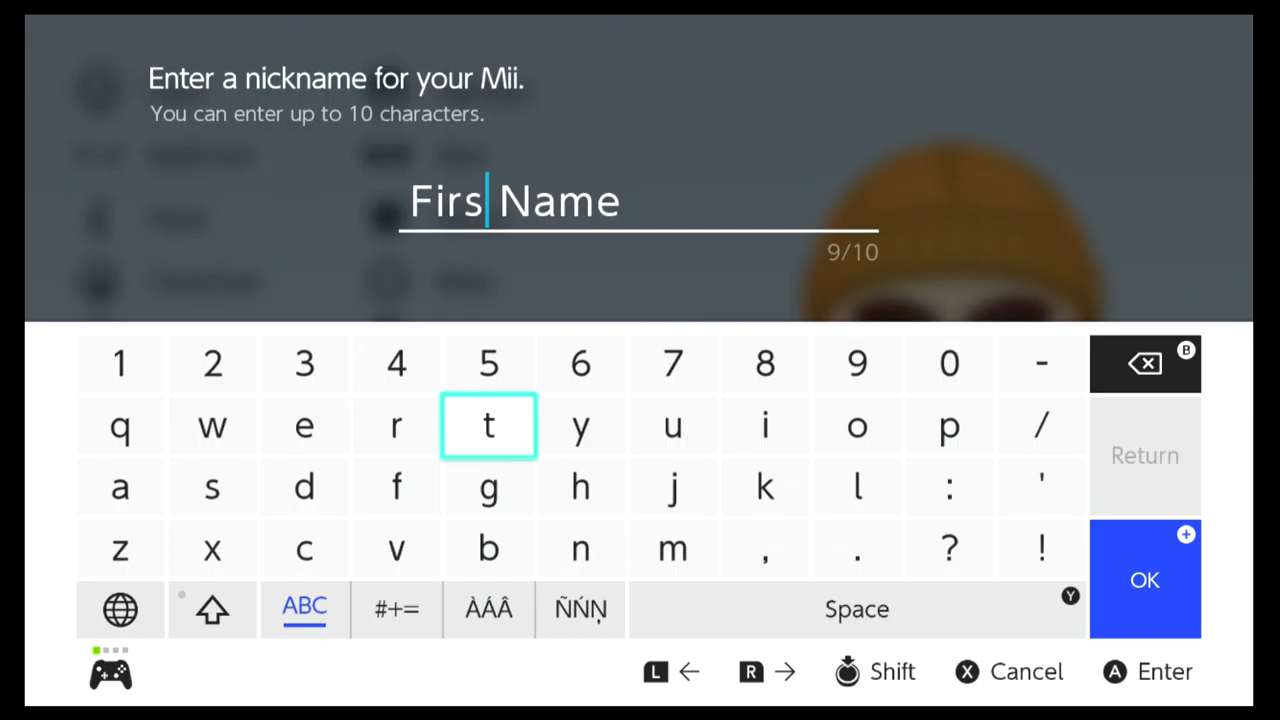 Enter a nickname for your Mii.
You can enter up to 10 characters.
Firs Name
9/10
1 2 3 4 5 6 7 8 9 0 - B
q w e r t y u i o p /
Return
a s d f g h j k l : '
z x c v b n m , . ? ! +
OK
ABC #+= ÀÁÂ ÑŃŅ Space Y
L ← R → Shift X Cancel A Enter